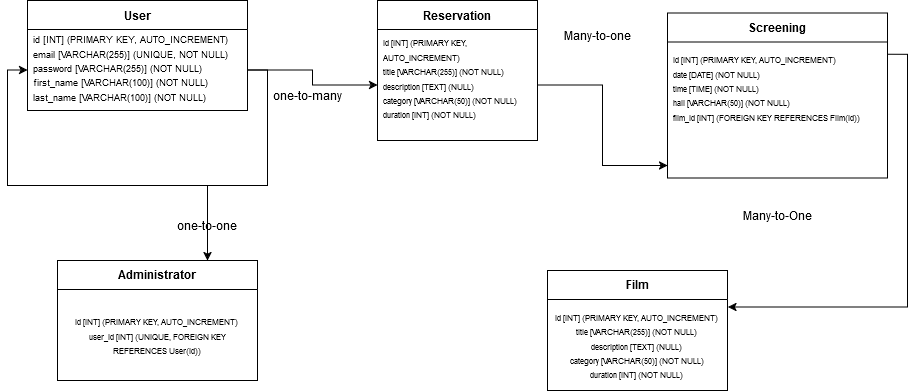 User
id [INT] (PRIMARY KEY, AUTO_INCREMENT)
email [VARCHAR(255)] (UNIQUE, NOT NULL)
password [VARCHAR(255)] (NOT NULL)
first_name [VARCHAR(100)] (NOT NULL)
last_name [VARCHAR(100)] (NOT NULL)
one-to-many
Reservation
id [INT] (PRIMARY KEY,
AUTO_INCREMENT)
title [VARCHAR(255)] (NOT NULL)
description [TEXT] (NULL)
category [VARCHAR(50)] (NOT NULL)
duration [INT] (NOT NULL)
Many-to-one
Screening
id [INT] (PRIMARY KEY, AUTO_INCREMENT)
date [DATE] (NOT NULL)
time [TIME] (NOT NULL)
hall [VARCHAR(50)] (NOT NULL)
film_id [INT] (FOREIGN KEY REFERENCES Film(id))
Many-to-One
one-to-one
Administrator
id [INT] (PRIMARY KEY, AUTO_INCREMENT)
user_id [INT] (UNIQUE, FOREIGN KEY
REFERENCES User(id))
Film
id [INT] (PRIMARY KEY, AUTO_INCREMENT)
title [VARCHAR(255)] (NOT NULL)
description [TEXT] (NULL)
category [VARCHAR(50)] (NOT NULL)
duration [INT] (NOT NULL)